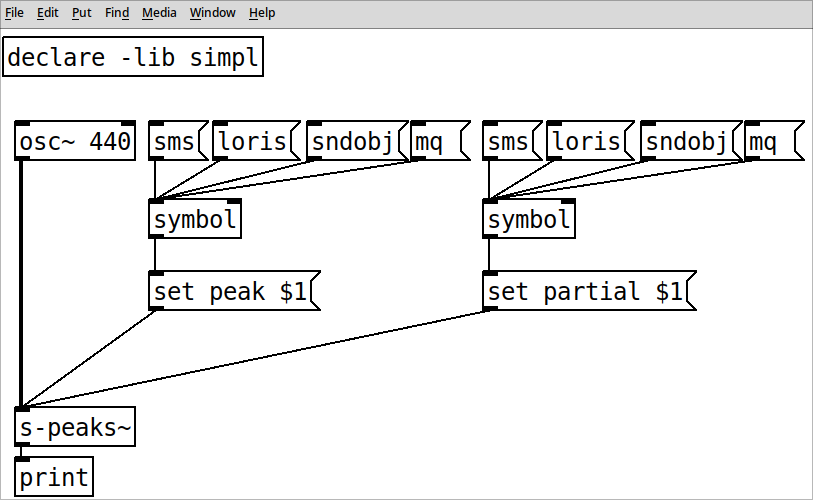 File Edit Put Find Media Window Help
declare -lib simpl
osc~ 440 sms loris sndobj mq sms loris sndobj mq
symbol symbol
set peak $1 set partial $1
s-peaks~
print